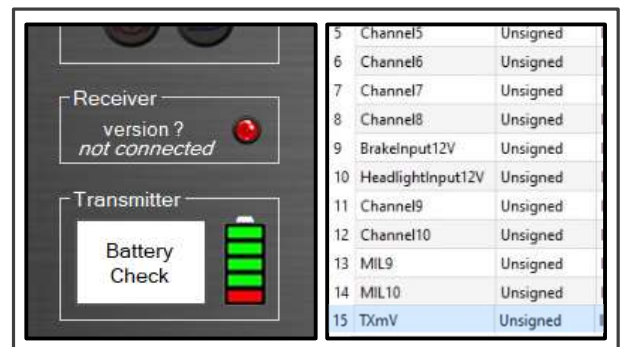 Receiver
version ?
not connected
Transmitter
Battery
Check
5 Channel5 Unsigned
6 Channel6 Unsigned
7 Channel7 Unsigned
8 Channel8 Unsigned
9 BrakeInput12V Unsigned
10 HeadlightInput12V Unsigned
11 Channel9 Unsigned
12 Channel10 Unsigned
13 MIL9 Unsigned
14 MIL10 Unsigned
15 TXmV Unsigned